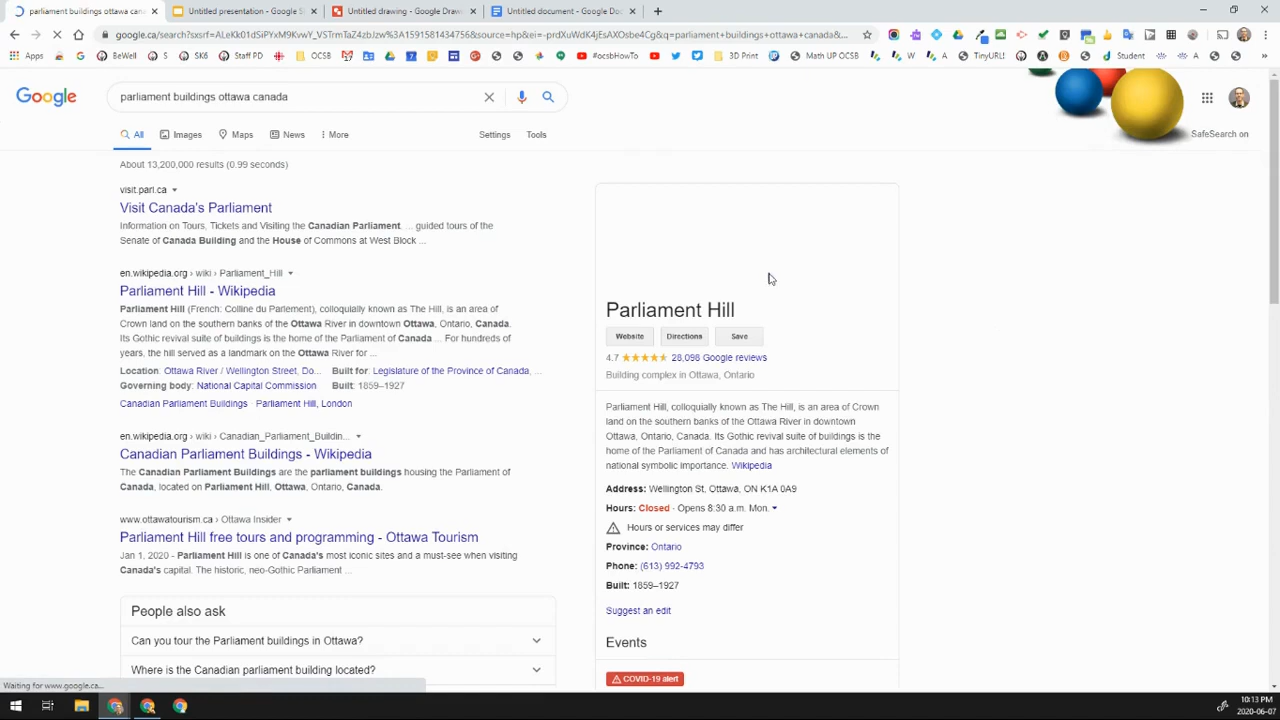 parliament buildings ottawa cana
Untitled presentation - Google S
Untitled drawing - Google Draw
Untitled document - Google Doc
google.ca/search?sxsrf=ALeKk01dSiPYxM9KvwY_VSTrmTaZ4zb/zw%3A1591581434756&source=hp&ei=-prdXuWdK4jEsAXOsbe4Cg&q=parliament+buildings+ottawa+canada&...
Apps
BeWell
S
SK6
Staff PD
OCSB
#ocsbHowTo
3D Print
Math UP OCSB
W
A
TinyURL!
Student
A
Google
parliament buildings ottawa canada
All
Images
Maps
News
More
Settings
Tools
SafeSearch on
About 13,200,000 results (0.99 seconds)
visit.parl.ca
Visit Canada's Parliament
Information on Tours, Tickets and Visiting the Canadian Parliament. ... guided tours of the
Senate of Canada Building and the House of Commons at West Block ...
en.wikipedia.org › wiki › Parliament_Hill
Parliament Hill - Wikipedia
Parliament Hill (French: Colline du Parlement), colloquially known as The Hill, is an area of
Crown land on the southern banks of the Ottawa River in downtown Ottawa, Ontario, Canada.
Its Gothic revival suite of buildings is the home of the Parliament of Canada ... For hundreds of
years, the hill served as a landmark on the Ottawa River for ...
Location: Ottawa River / Wellington Street, Do...
Built for: Legislature of the Province of Canada, ...
Governing body: National Capital Commission
Built: 1859–1927
Canadian Parliament Buildings
Parliament Hill, London
en.wikipedia.org › wiki › Canadian_Parliament_Buildin...
Canadian Parliament Buildings - Wikipedia
The Canadian Parliament Buildings are the parliament buildings housing the Parliament of
Canada, located on Parliament Hill, Ottawa, Ontario, Canada.
www.ottawatourism.ca › Ottawa Insider
Parliament Hill free tours and programming - Ottawa Tourism
Jan 1, 2020 - Parliament Hill is one of Canada's most iconic sites and a must-see when visiting
Canada's capital. The historic, neo-Gothic Parliament ...
People also ask
Can you tour the Parliament buildings in Ottawa?
Where is the Canadian parliament building located?
Parliament Hill
Website
Directions
Save
4.7
28,098 Google reviews
Building complex in Ottawa, Ontario
Parliament Hill, colloquially known as The Hill, is an area of Crown
land on the southern banks of the Ottawa River in downtown
Ottawa, Ontario, Canada. Its Gothic revival suite of buildings is the
home of the Parliament of Canada and has architectural elements of
national symbolic importance. Wikipedia
Address: Wellington St, Ottawa, ON K1A 0A9
Hours: Closed · Opens 8:30 a.m. Mon.
Hours or services may differ
Province: Ontario
Phone: (613) 992-4793
Built: 1859–1927
Suggest an edit
Events
COVID-19 alert
Waiting for www.google.ca...
10:13 PM
2020-06-07